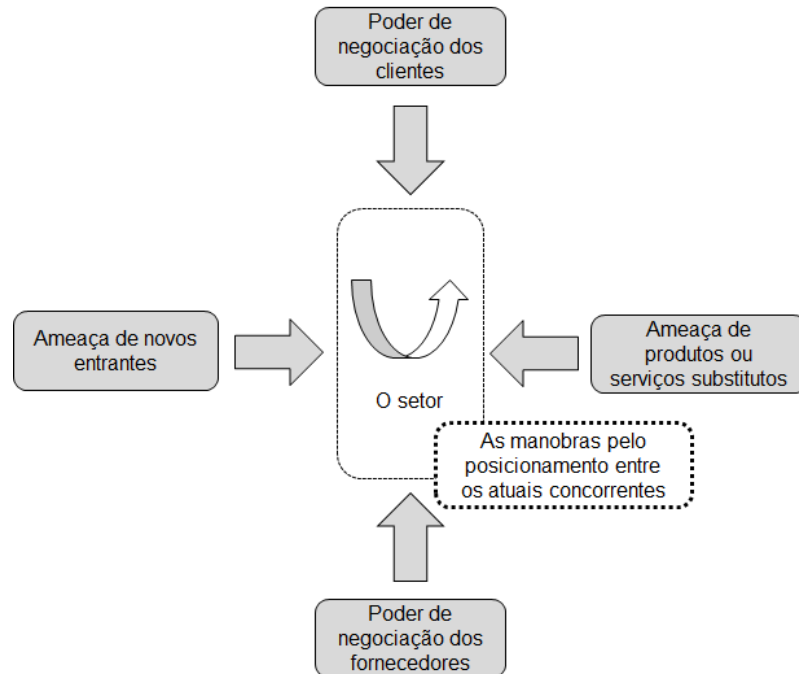 Poder de
negociação dos
clientes
Ameaça de novos
entrantes
Ameaça de
produtos ou
serviços substitutos
O setor
As manobras pelo
posicionamento entre
os atuais concorrentes
Poder de
negociação dos
fornecedores